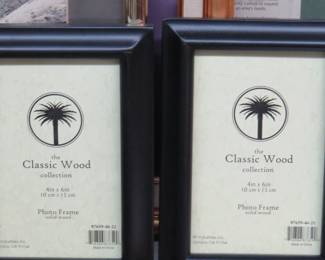 the
Classic Wood
collection
4in x 6in
10 cm x 15 cm
Photo Frame
solid wood
the
Classic Wood
collection
4in x 6in
10 cm x 15 cm
Photo Frame
solid wood